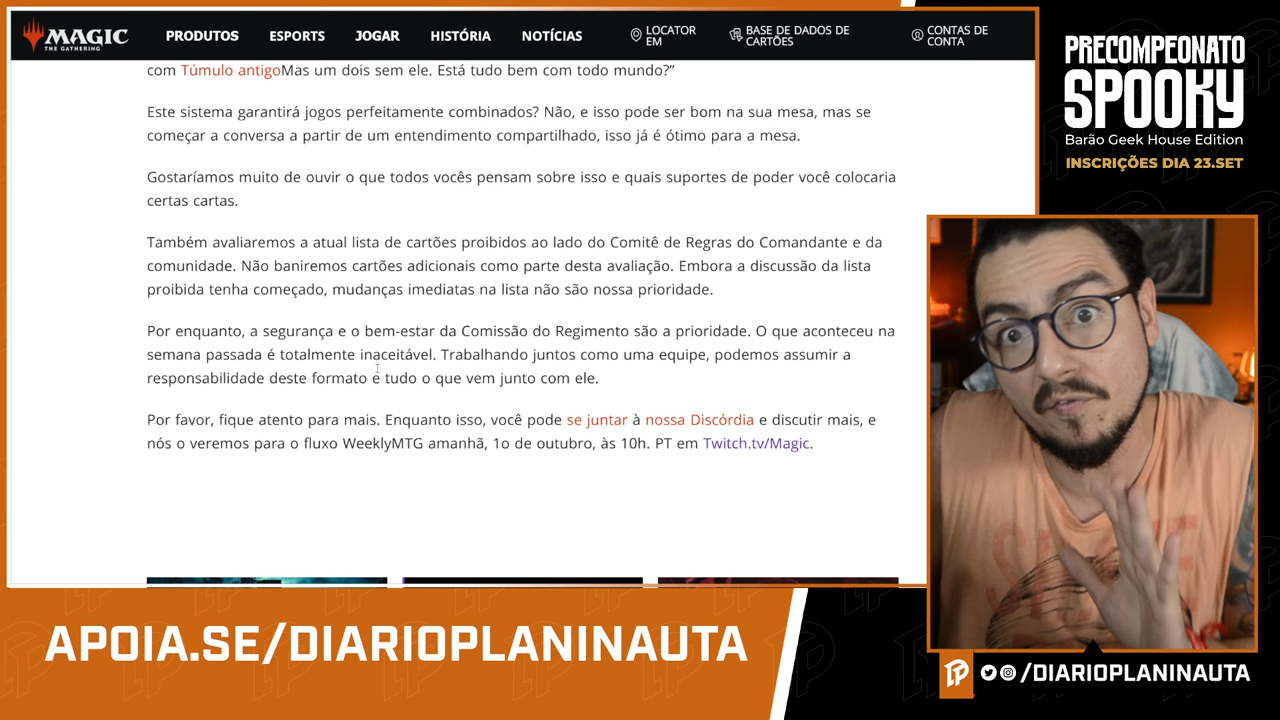 MAGIC
THE GATHERING
PRODUTOS
ESPORTS
JOGAR
HISTÓRIA
NOTÍCIAS
LOCATOR
EM
BASE DE DADOS DE
CARTÕES
CONTAS DE
CONTA
com Túmulo antigoMas um dois sem ele. Está tudo bem com todo mundo?”
Este sistema garantirá jogos perfeitamente combinados? Não, e isso pode ser bom na sua mesa, mas se
começar a conversa a partir de um entendimento compartilhado, isso já é ótimo para a mesa.
Gostaríamos muito de ouvir o que todos vocês pensam sobre isso e quais suportes de poder você colocaria
certas cartas.
Também avaliaremos a atual lista de cartões proibidos ao lado do Comitê de Regras do Comandante e da
comunidade. Não baniremos cartões adicionais como parte desta avaliação. Embora a discussão da lista
proibida tenha começado, mudanças imediatas na lista não são nossa prioridade.
Por enquanto, a segurança e o bem-estar da Comissão do Regimento são a prioridade. O que aconteceu na
semana passada é totalmente inaceitável. Trabalhando juntos como uma equipe, podemos assumir a
responsabilidade deste formato e tudo o que vem junto com ele.
Por favor, fique atento para mais. Enquanto isso, você pode se juntar à nossa Discórdia e discutir mais, e
nós o veremos para o fluxo WeeklyMTG amanhã, 1o de outubro, às 10h. PT em Twitch.tv/Magic.
PRECOMPEONATO
SPOOKY
Barão Geek House Edition
INSCRIÇÕES DIA 23.SET
APOIA.SE/DIARIOPLANINAUTA
/DIARIOPLANINAUTA